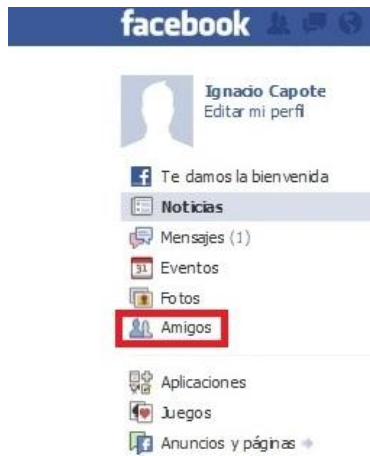 facebook
Ignacio Capote
Editar mi perfil
Te damos la bienvenida
Noticias
Mensajes (1)
31
Eventos
Fotos
Amigos
Aplicaciones
Juegos
Anuncios y páginas